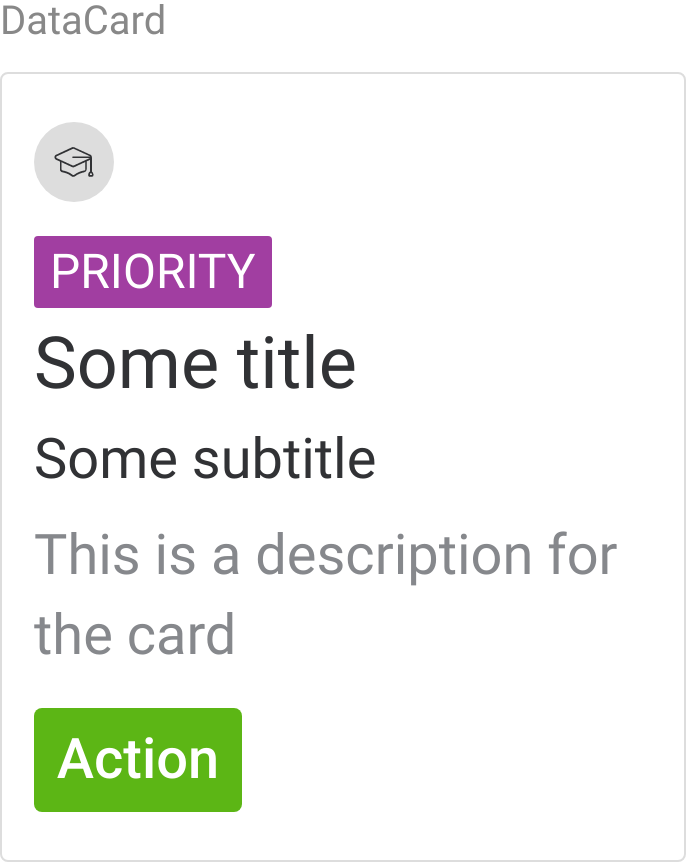 DataCard
PRIORITY
Some title
Some subtitle
This is a description for
the card
Action